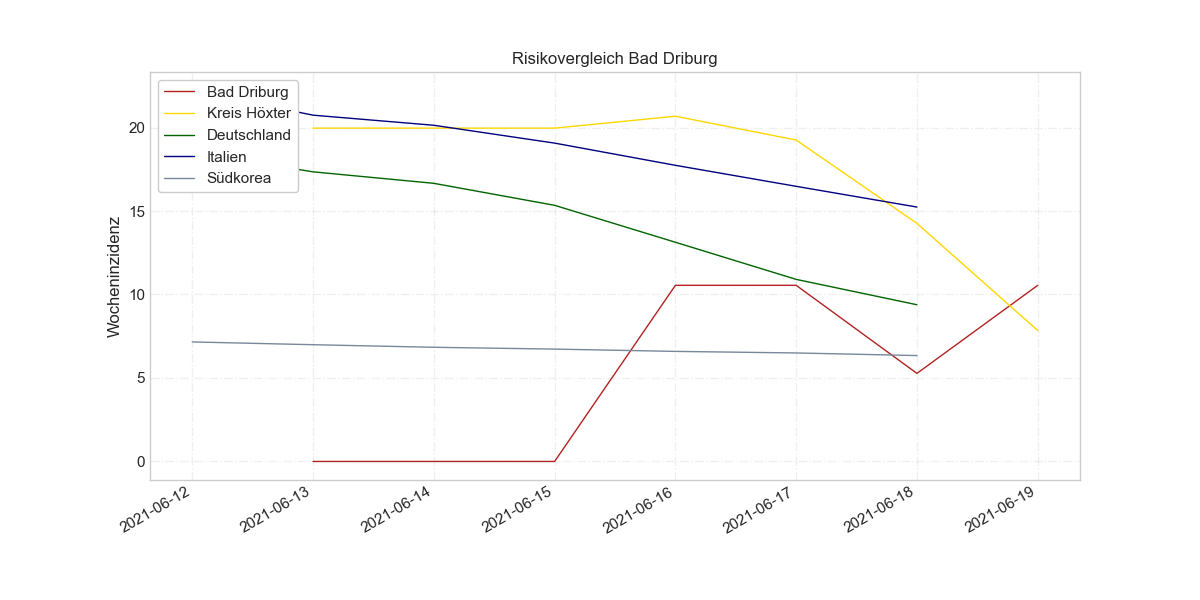 Risikovergleich Bad Driburg
Bad Driburg
Kreis Höxter
Deutschland
Italien
Südkorea
Wocheninzidenz
20
15
10
5
0
2021-06-12
2021-06-13
2021-06-14
2021-06-15
2021-06-16
2021-06-17
2021-06-18
2021-06-19